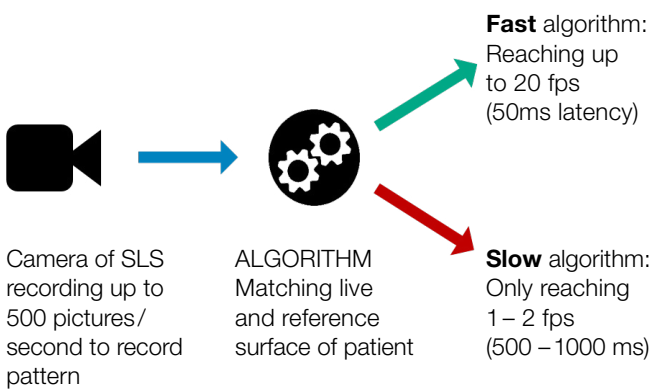 Fast algorithm:
Reaching up
to 20 fps
(50ms latency)
Camera of SLS
recording up to
500 pictures/
second to record
pattern
ALGORITHM
Matching live
and reference
surface of patient
Slow algorithm:
Only reaching
1– 2 fps
(500 –1000 ms)